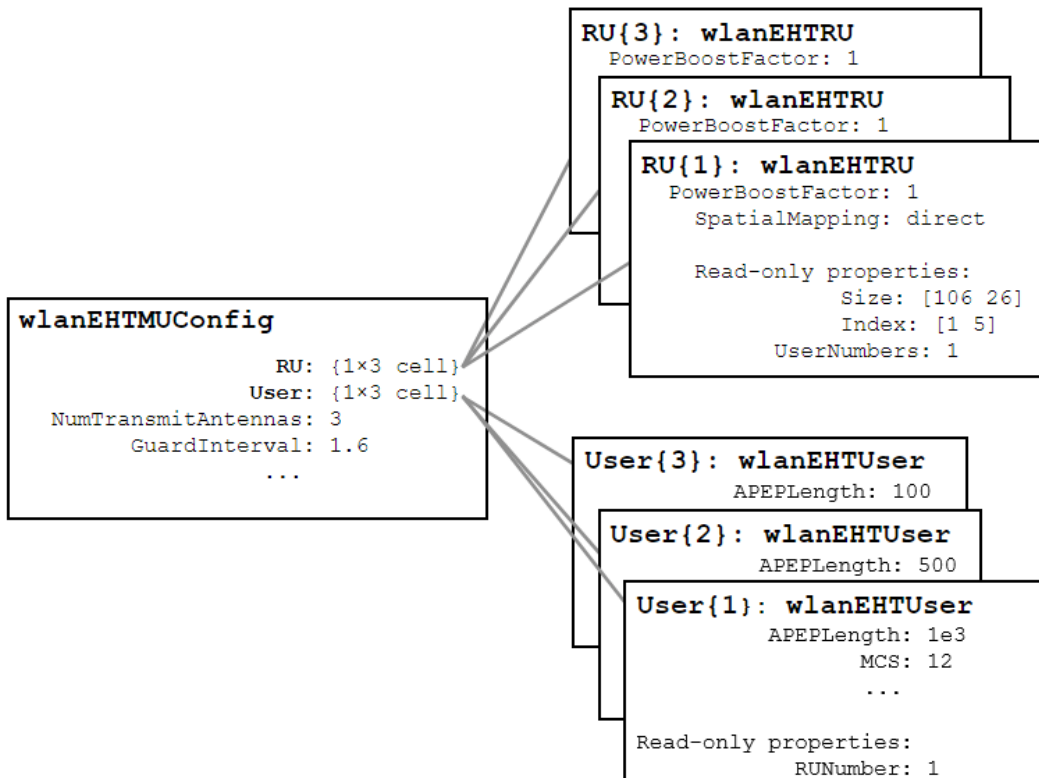 RU{3}: wlanEHTRU
PowerBoostFactor: 1
RU{2}: wlanEHTRU
PowerBoostFactor: 1
RU{1}: wlanEHTRU
PowerBoostFactor: 1
SpatialMapping: direct
Read-only properties:
Size: [106 26]
Index: [1 5]
UserNumbers: 1
wlanEHTMUConfig
RU: {1×3 cell}
User: {1×3 cell}
NumTransmitAntennas: 3
GuardInterval: 1.6
...
User{3}: wlanEHTUser
APEPLength: 100
User{2}: wlanEHTUser
APEPLength: 500
User{1}: wlanEHTUser
APEPLength: 1e3
MCS: 12
...
Read-only properties:
RUNumber: 1